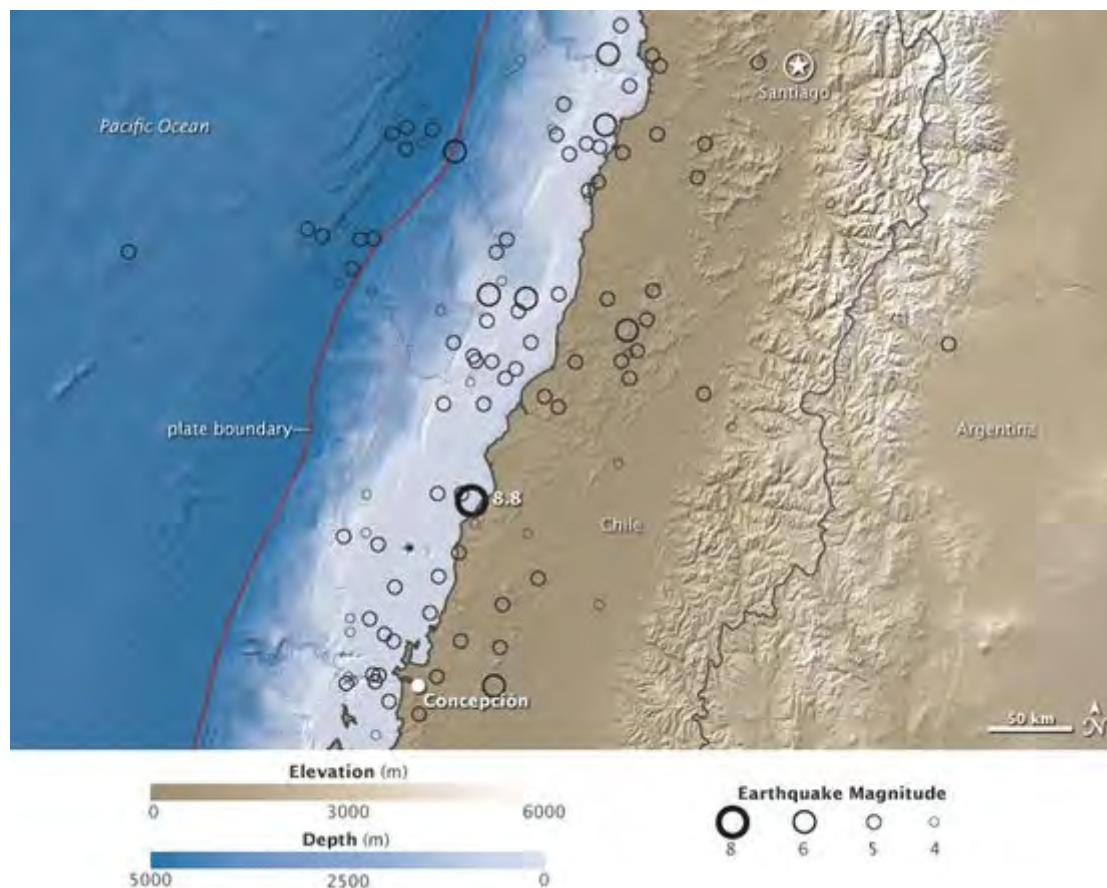 Santiago
Pacific Ocean
plate boundary
Argentina
8.8
Chile
Concepción
50 km
N
Elevation (m)
0 3000 6000
Depth (m)
5000 2500 0
Earthquake Magnitude
8 6 5 4